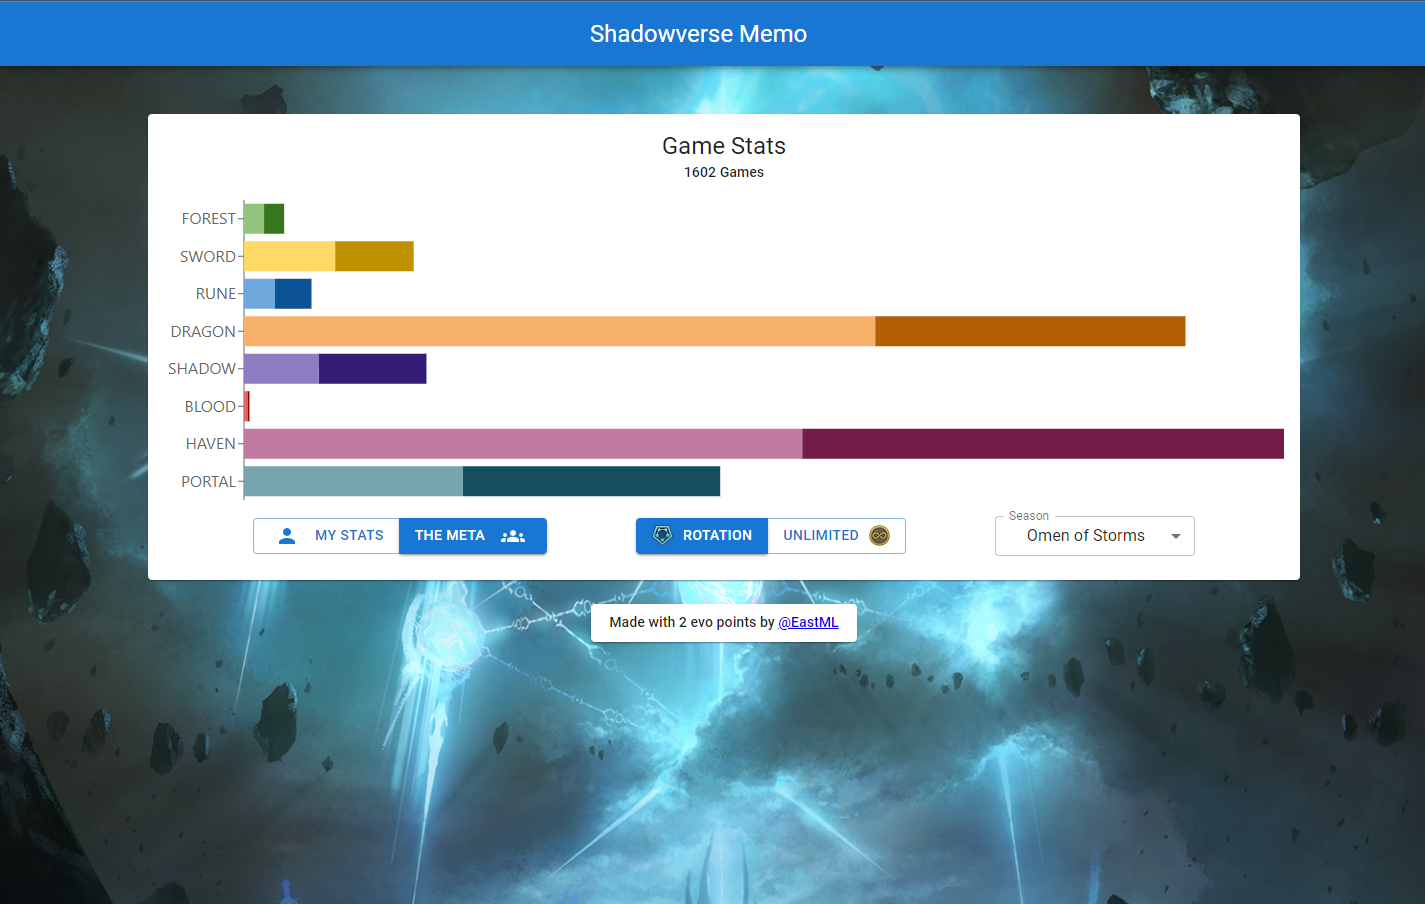 Shadowverse Memo
Game Stats
1602 Games
FOREST
SWORD
RUNE
DRAGON
SHADOW
BLOOD
HAVEN
PORTAL
MY STATS
THE META
ROTATION
UNLIMITED
Season
Omen of Storms
Made with 2 evo points by @EastML